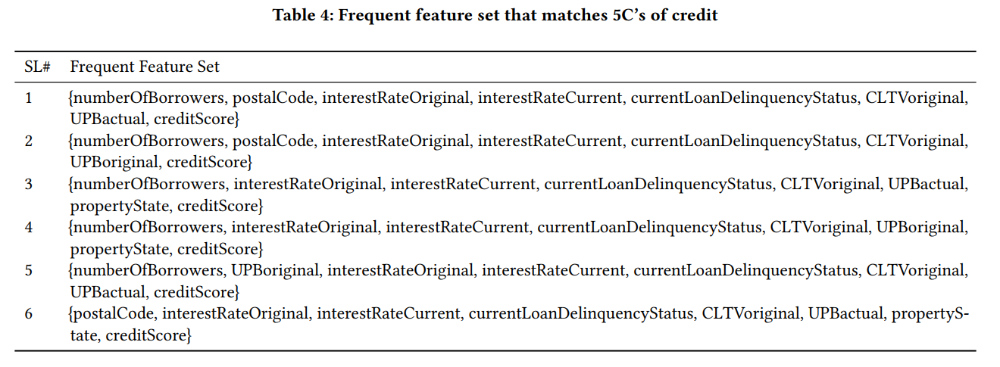 Table 4: Frequent feature set that matches 5C’s of credit
SL# Frequent Feature Set
1 {numberOfBorrowers, postalCode, interestRateOriginal, interestRateCurrent, currentLoanDelinquencyStatus, CLTVoriginal,
UPBactual, creditScore}
2 {numberOfBorrowers, postalCode, interestRateOriginal, interestRateCurrent, currentLoanDelinquencyStatus, CLTVoriginal,
UPBoriginal, creditScore}
3 {numberOfBorrowers, interestRateOriginal, interestRateCurrent, currentLoanDelinquencyStatus, CLTVoriginal, UPBactual,
propertyState, creditScore}
4 {numberOfBorrowers, interestRateOriginal, interestRateCurrent, currentLoanDelinquencyStatus, CLTVoriginal, UPBoriginal,
propertyState, creditScore}
5 {numberOfBorrowers, UPBoriginal, interestRateOriginal, interestRateCurrent, currentLoanDelinquencyStatus, CLTVoriginal,
UPBactual, creditScore}
6 {postalCode, interestRateOriginal, interestRateCurrent, currentLoanDelinquencyStatus, CLTVoriginal, UPBactual, propertyS-
tate, creditScore}